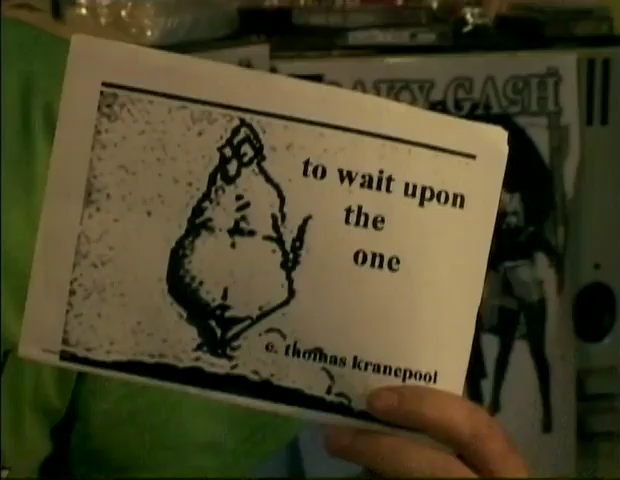 to wait upon
the
one
e. thomas kranepool